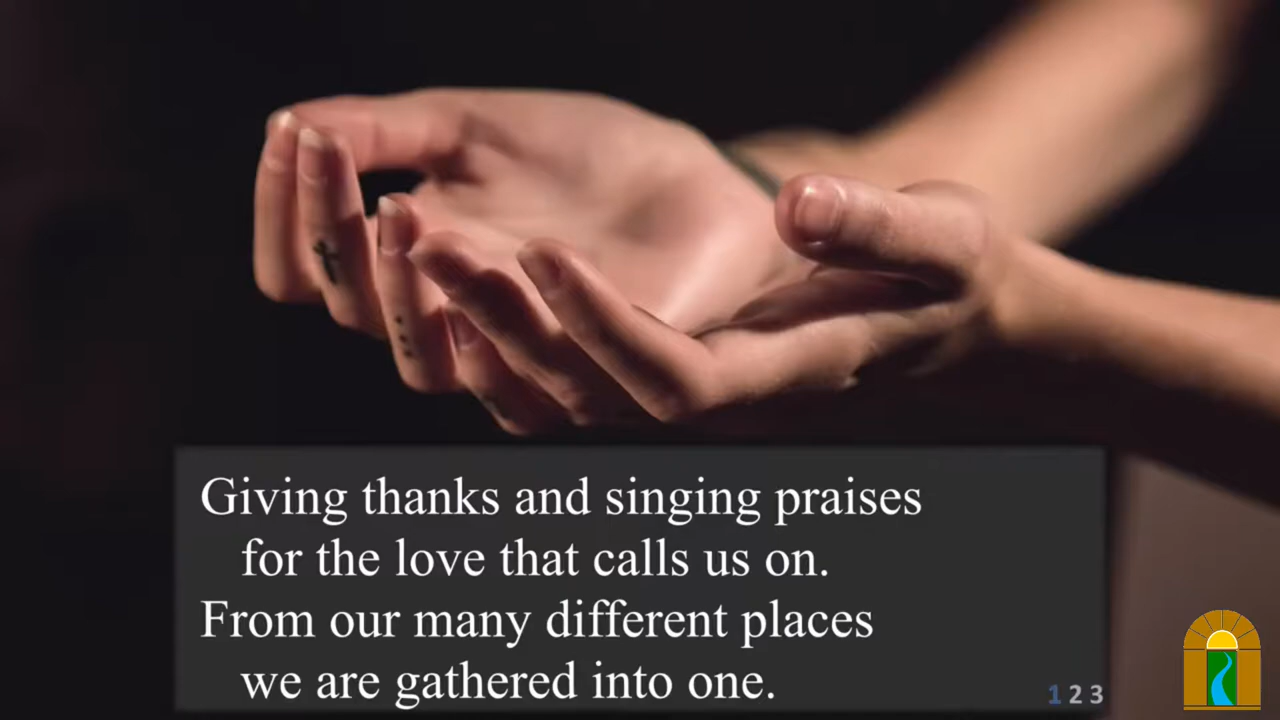 Giving thanks and singing praises
for the love that calls us on.
From our many different places
we are gathered into one.
1 2 3